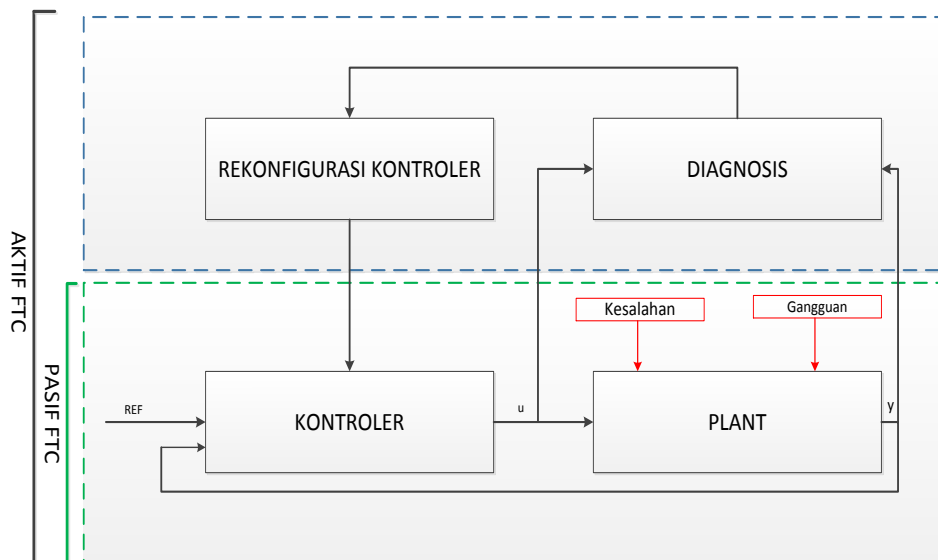 REKONFIGURASI KONTROLER
DIAGNOSIS
AKTIF FTC
Kesalahan
Gangguan
PASIF FTC
REF
KONTROLER
u
PLANT
y